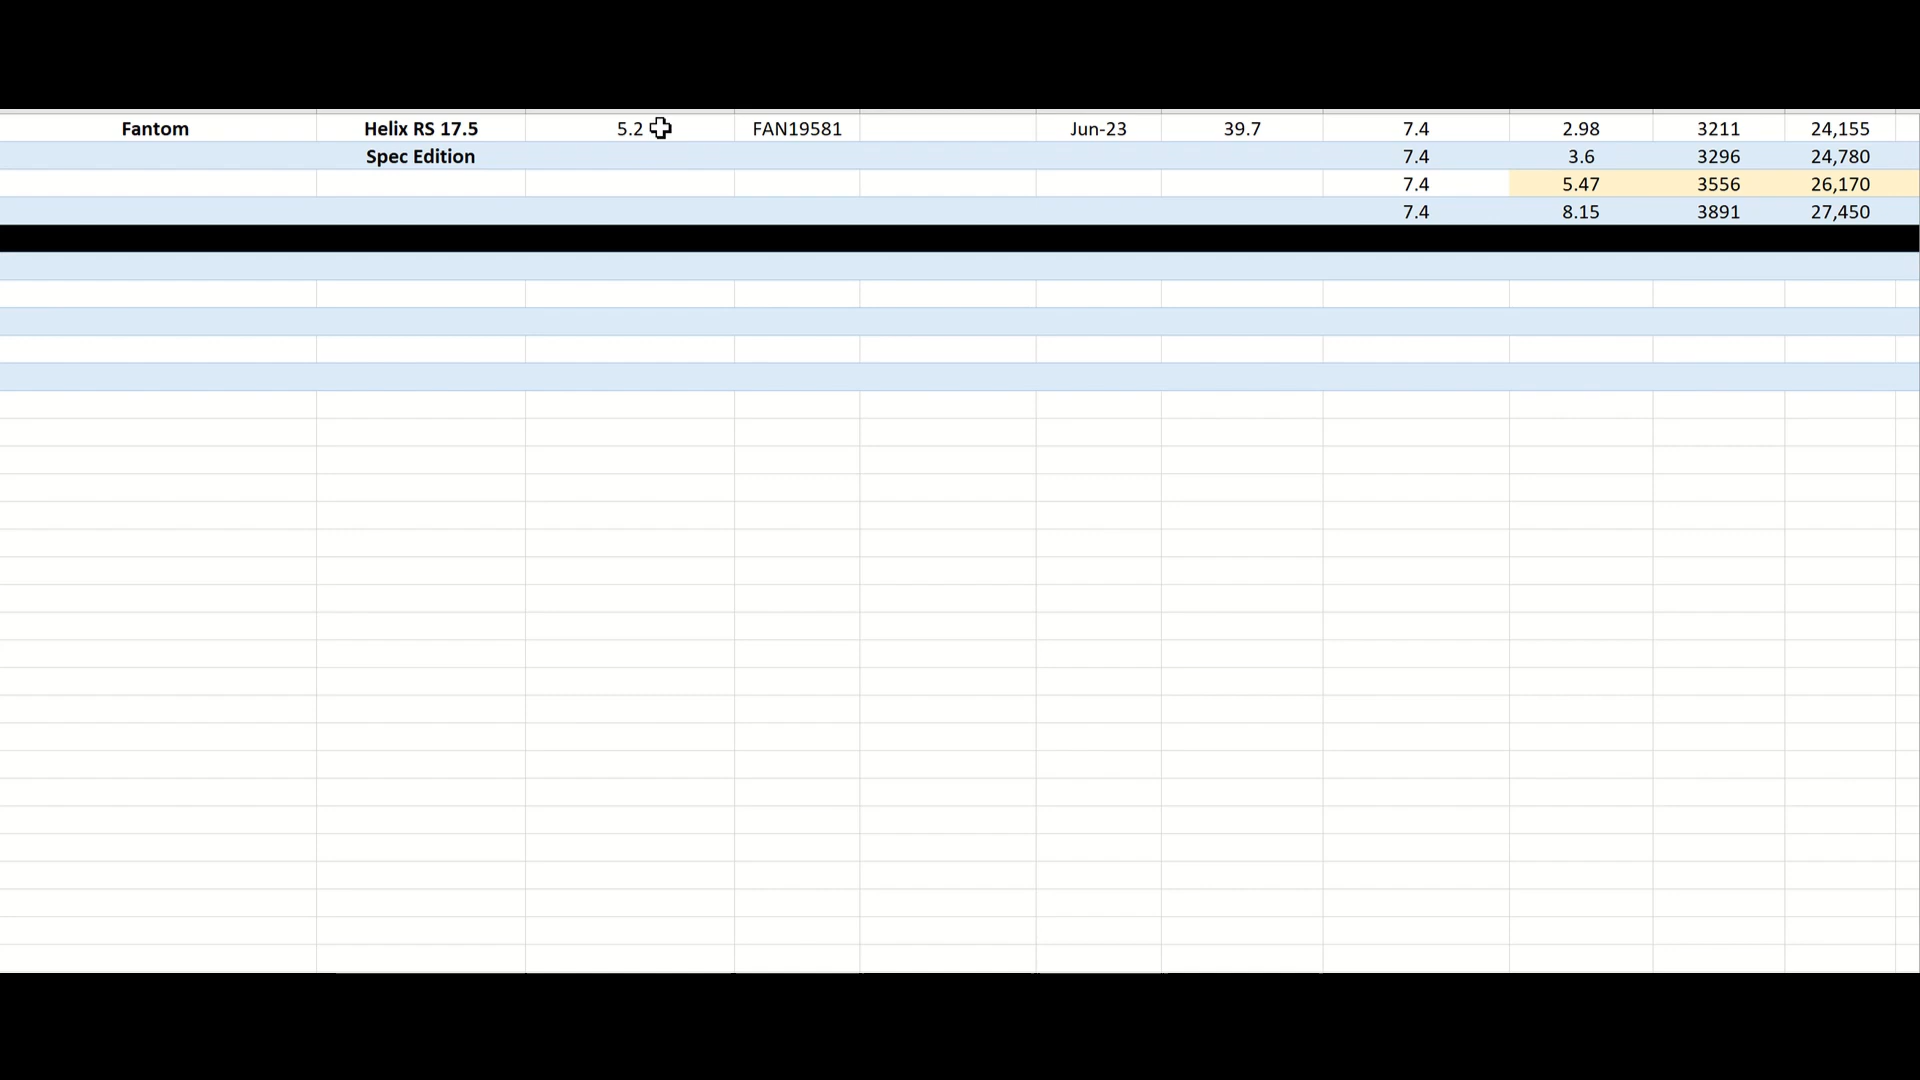 Fantom Helix RS 17.5 5.2 FAN19581 Jun-23 39.7 7.4 2.98 3211 24,155
Spec Edition 7.4 3.6 3296 24,780
7.4 5.47 3556 26,170
7.4 8.15 3891 27,450